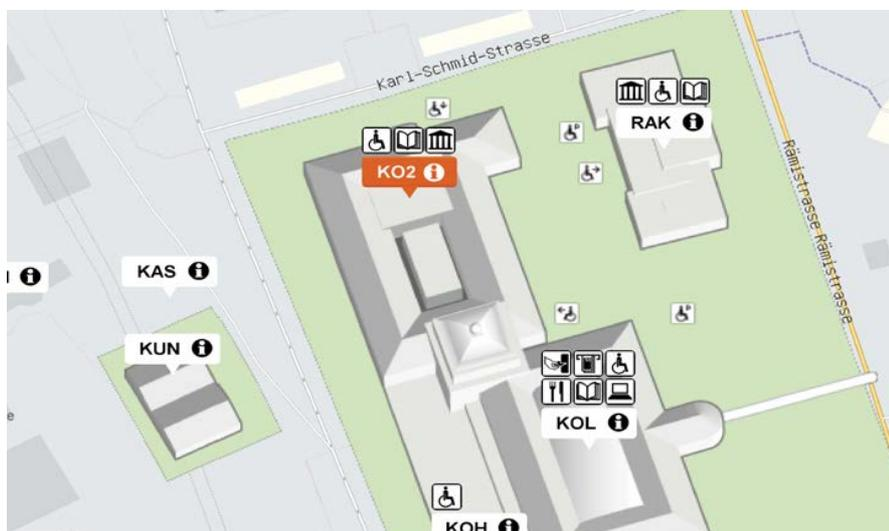 Karl-Schmid-Strasse
RAK i
KO2 i
Rämistrasse Rämistrasse
KAS i
i
P
P
KUN i
KOL i
e
KOH i